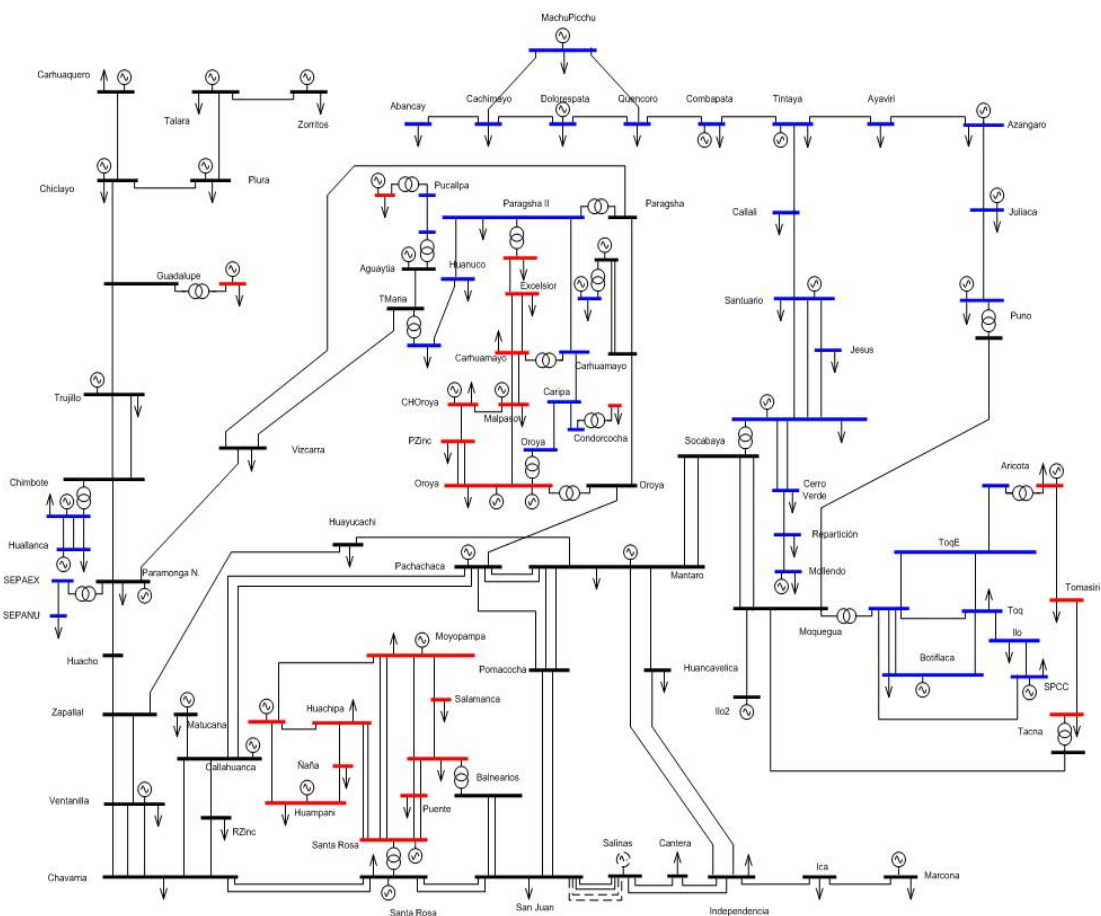 MachuPicchu
Carhuaquero
Talara
Zorritos
Abancay
Cachimayo
Dolorespata
Quencoro
Combapata
Tintaya
Ayaviri
Azangaro
Chiclayo
Piura
Pucallpa
Paragsha II
Paragsha
Callali
Juliaca
Guadalupe
Aguaytia
Huanuco
Excelsior
TMaria
Santuario
Puno
Carhuamayo
Carhuamayo
Jesus
Trujillo
CHOroya
Malpaso
Caripa
Condorcocha
PZinc
Oroya
Vizcarra
Socabaya
Oroya
Oroya
Chimbote
Huallanca
Cerro
Verde
Aricota
Huayucachi
Repartición
ToqE
SEPAEX
Paramonga N.
Pachachaca
Mantaro
Mollendo
Tomasiri
SEPANU
Moquegua
Toq
Ilo
Huacho
Moyopampa
Pomacocha
Huancavelica
Botiflaca
SPCC
Zapallal
Matucana
Huachipa
Salamanca
Ilo2
Tacna
Callahuanca
Ñaña
Balnearios
Ventanilla
RZinc
Huampani
Puente
Santa Rosa
Salinas
Cantera
Ica
Chavarria
Marcona
Santa Rosa
San Juan
Independencia